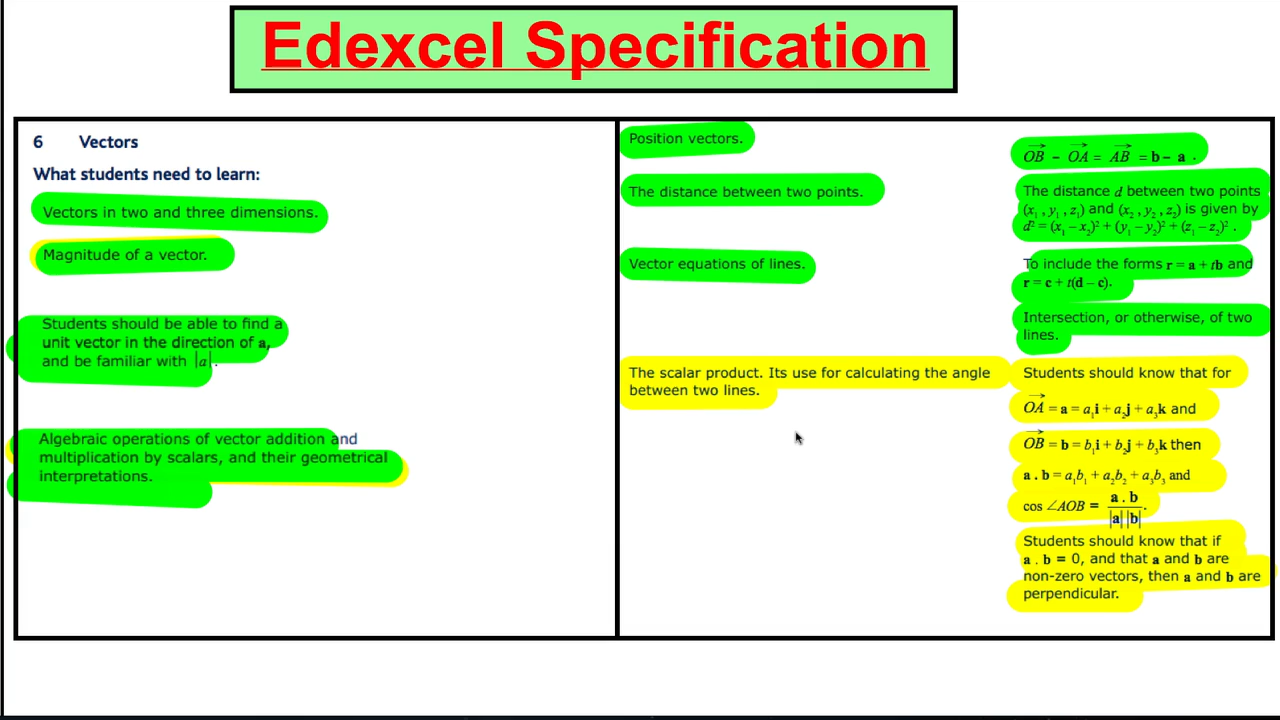 Edexcel Specification
6 Vectors
What students need to learn:
Vectors in two and three dimensions.
Magnitude of a vector.
Students should be able to find a
unit vector in the direction of a,
and be familiar with |a|.
Algebraic operations of vector addition and
multiplication by scalars, and their geometrical
interpretations.
Position vectors.
OB⃗ – OA⃗ = AB⃗ = b – a .
The distance between two points.
The distance d between two points
(x₁ , y₁ , z₁) and (x₂ , y₂ , z₂) is given by
d² = (x₁ – x₂)² + (y₁ – y₂)² + (z₁ – z₂)² .
Vector equations of lines.
To include the forms r = a + tb and
r = c + t(d – c).
Intersection, or otherwise, of two
lines.
The scalar product. Its use for calculating the angle
between two lines.
Students should know that for
OA⃗ = a = a₁i + a₂j + a₃k and
OB⃗ = b = b₁i + b₂j + b₃k then
a . b = a₁b₁ + a₂b₂ + a₃b₃ and
cos ∠AOB = a . b / |a| |b| .
Students should know that if
a . b = 0, and that a and b are
non-zero vectors, then a and b are
perpendicular.